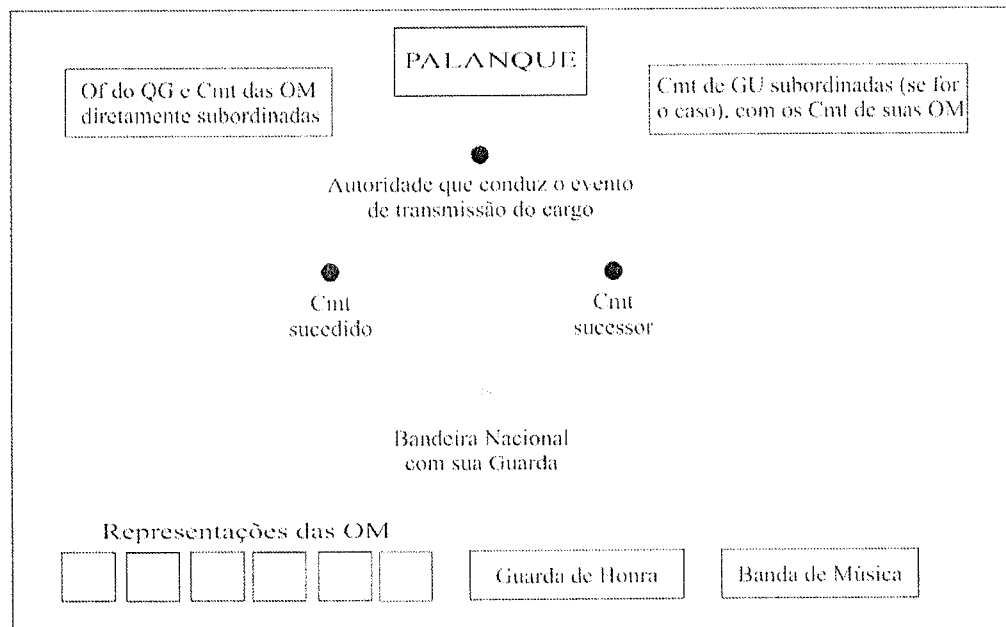 PALANQUE
Of do QG e Cmt das OM
diretamente subordinadas
Cmt de GU subordinadas (se for
o caso), com os Cmt de suas OM
Autoridade que conduz o evento
de transmissão do cargo
Cmt
sucedido
Cmt
sucessor
Bandeira Nacional
com sua Guarda
Representações das OM
Guarda de Honra
Banda de Música